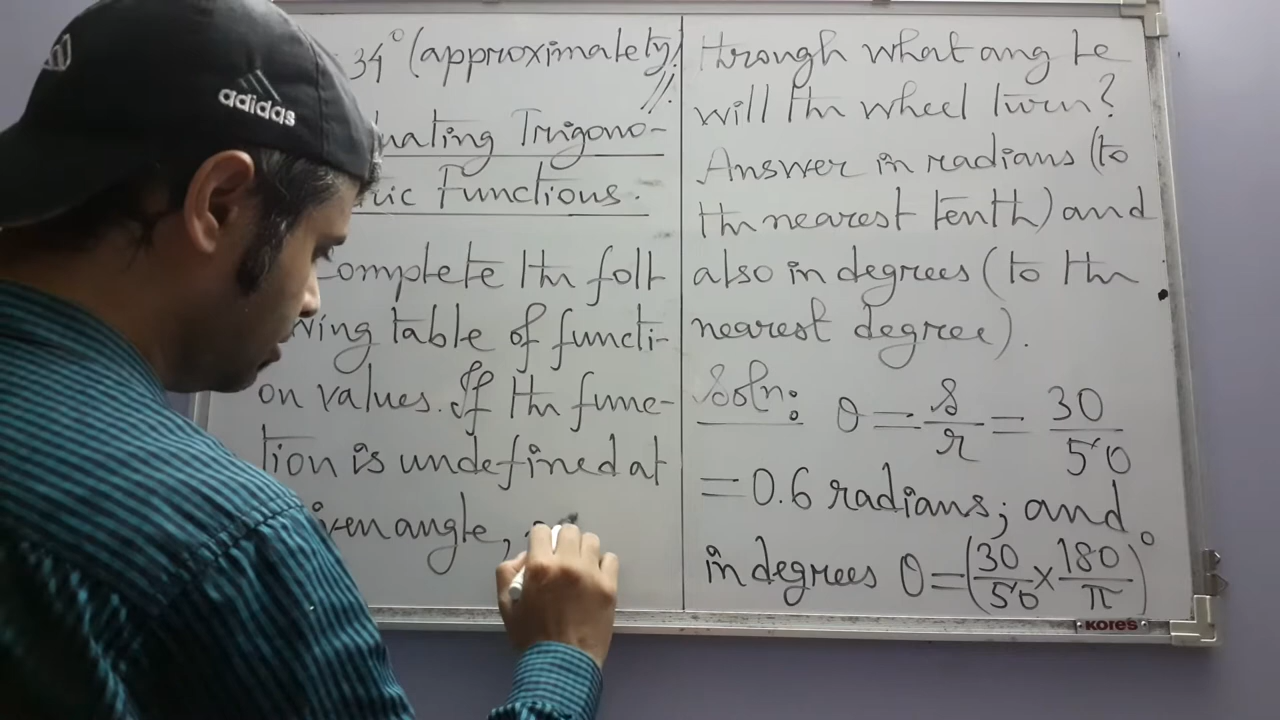 adidas
34° (approximately)
//.
uating Trigono-
ric Functions.
Complete the foll
wing table of functi-
on values. If the func-
tion is undefined at
iven angle,
through what angle
will the wheel turn?
Answer in radians (to
the nearest tenth) and
also in degrees (to the
nearest degree).
Soln: θ = s/r = 30/50
= 0.6 radians; and
in degrees θ = (30/50 × 180/π)°
KORES